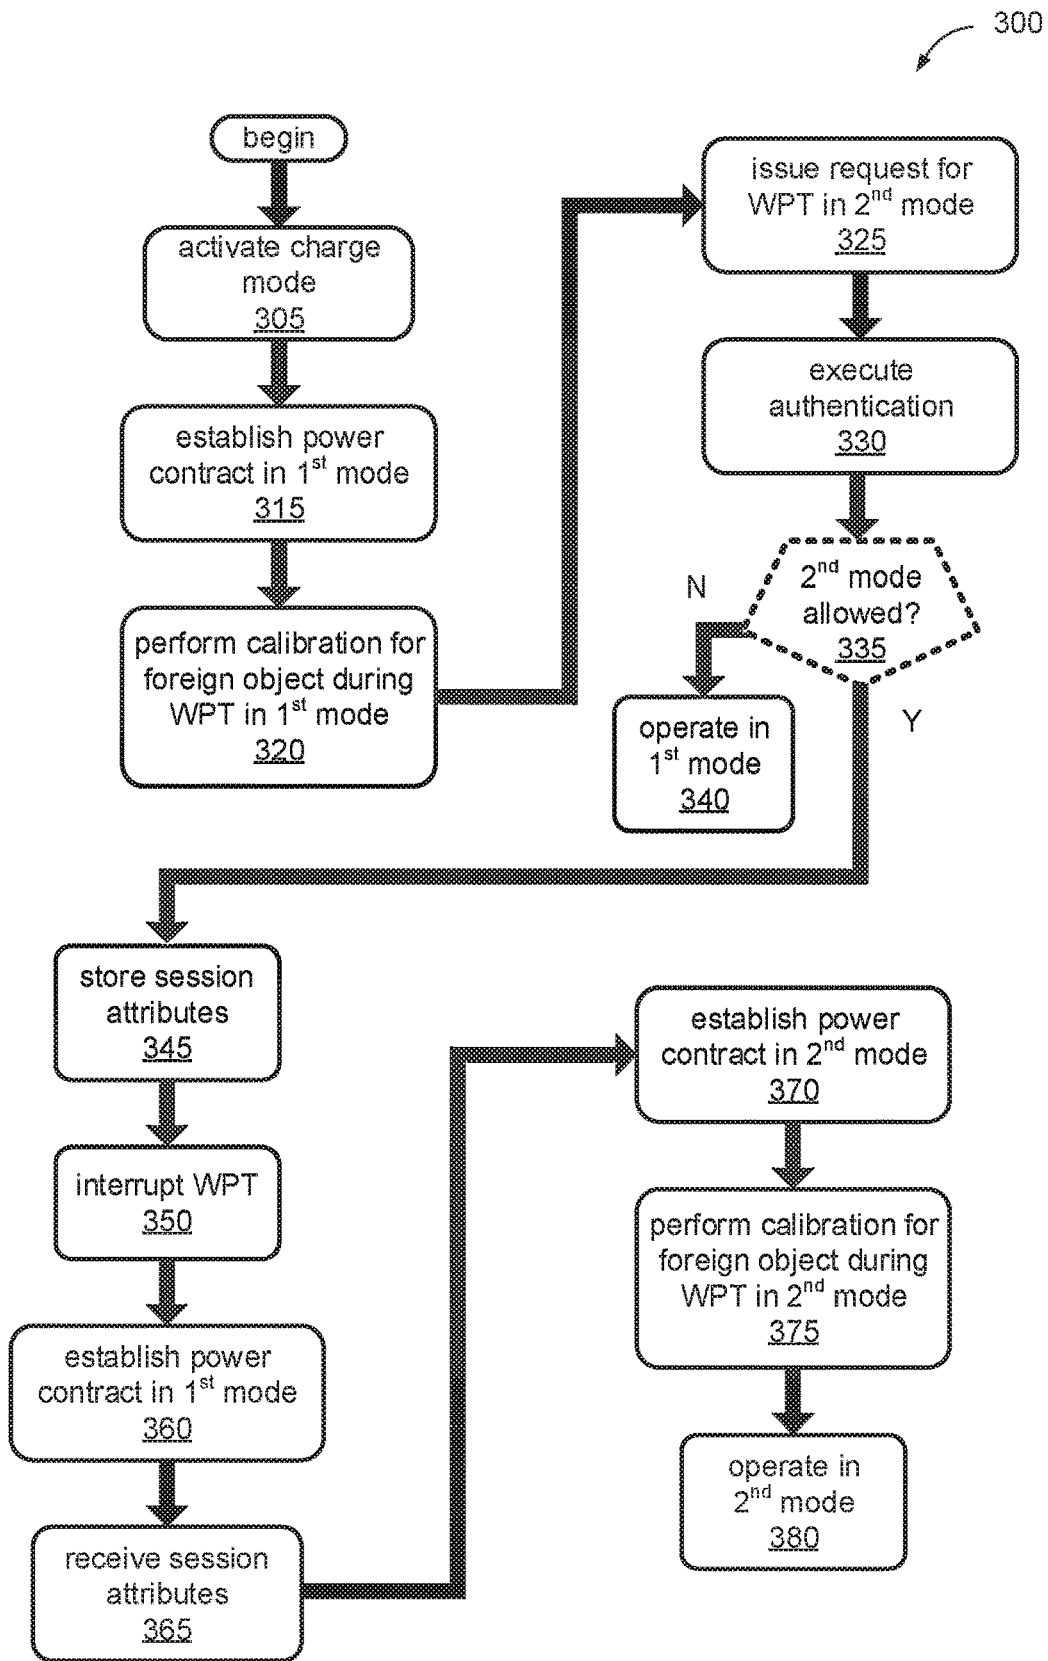 300
begin
activate charge
mode
305
establish power
contract in 1st mode
315
perform calibration for
foreign object during
WPT in 1st mode
320
issue request for
WPT in 2nd mode
325
execute
authentication
330
2nd mode
allowed?
335
N
Y
operate in
1st mode
340
store session
attributes
345
interrupt WPT
350
establish power
contract in 1st mode
360
receive session
attributes
365
establish power
contract in 2nd mode
370
perform calibration for
foreign object during
WPT in 2nd mode
375
operate in
2nd mode
380